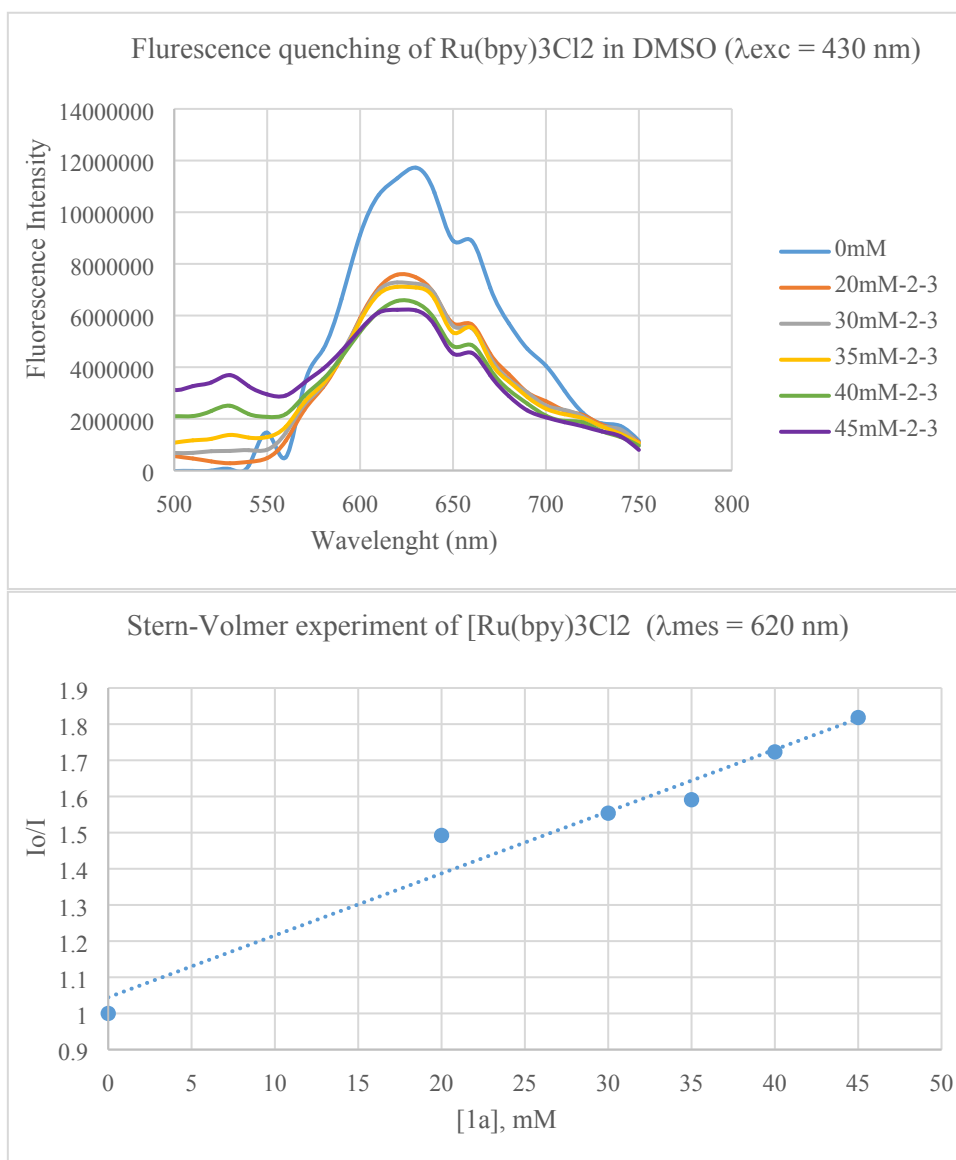 Flurescence quenching of Ru(bpy)3Cl2 in DMSO (λexc = 430 nm)
14000000
12000000
10000000
8000000
6000000
4000000
2000000
0
Fluorescence Intensity
500 550 600 650 700 750 800
Wavelenght (nm)
0mM
20mM-2-3
30mM-2-3
35mM-2-3
40mM-2-3
45mM-2-3
Stern-Volmer experiment of [Ru(bpy)3Cl2 (λmes = 620 nm)
1.9
1.8
1.7
1.6
1.5
1.4
1.3
1.2
1.1
1
0.9
Io/I
0 5 10 15 20 25 30 35 40 45 50
[1a], mM